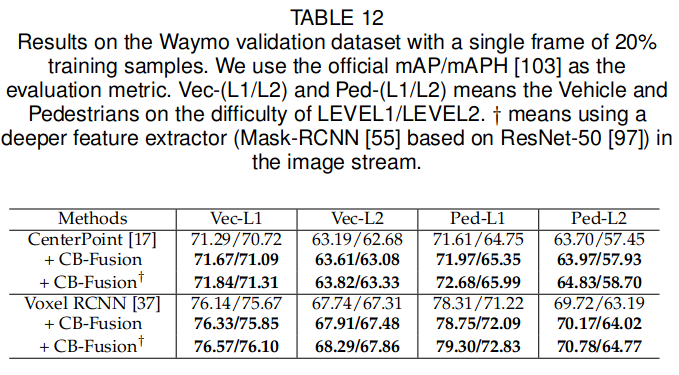 TABLE 12
Results on the Waymo validation dataset with a single frame of 20%
training samples. We use the official mAP/mAPH [103] as the
evaluation metric. Vec-(L1/L2) and Ped-(L1/L2) means the Vehicle and
Pedestrians on the difficulty of LEVEL1/LEVEL2. † means using a
deeper feature extractor (Mask-RCNN [55] based on ResNet-50 [97]) in
the image stream.
Methods Vec-L1 Vec-L2 Ped-L1 Ped-L2
CenterPoint [17] 71.29/70.72 63.19/62.68 71.61/64.75 63.70/57.45
+ CB-Fusion 71.67/71.09 63.61/63.08 71.97/65.35 63.97/57.93
+ CB-Fusion† 71.84/71.31 63.82/63.33 72.68/65.99 64.83/58.70
Voxel RCNN [37] 76.14/75.67 67.74/67.31 78.31/71.22 69.72/63.19
+ CB-Fusion 76.33/75.85 67.91/67.48 78.75/72.09 70.17/64.02
+ CB-Fusion† 76.57/76.10 68.29/67.86 79.30/72.83 70.78/64.77